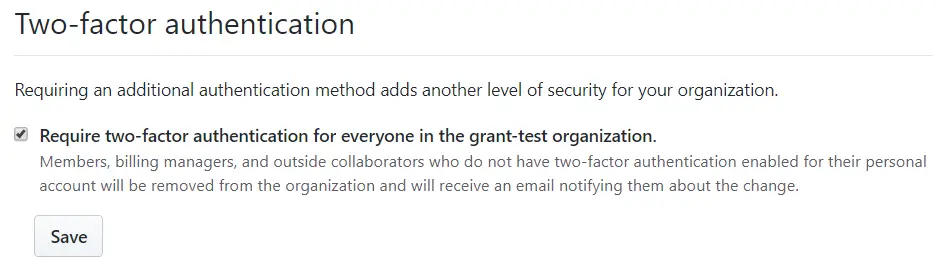 Two-factor authentication
Requiring an additional authentication method adds another level of security for your organization.
Require two-factor authentication for everyone in the grant-test organization.
Members, billing managers, and outside collaborators who do not have two-factor authentication enabled for their personal
account will be removed from the organization and will receive an email notifying them about the change.
Save